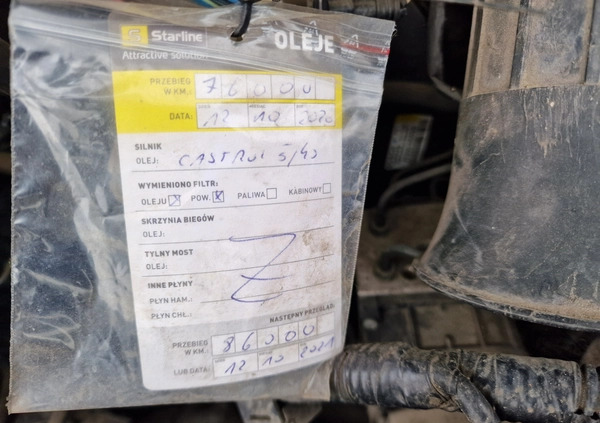 Starline OLEJE
Attractive Solution
PRZEBIEG W KM.: 76000
DATA: 12 10 2020
SILNIK
OLEJ: CASTROL 5/40
WYMIENIONO FILTR:
OLEJU POW. PALIWA KABINOWY
SKRZYNIA BIEGÓW
OLEJ:
TYLNY MOST
OLEJ:
INNE PŁYNY
PŁYN HAM.:
PŁYN CHŁ.:
NASTĘPNY PRZEGLĄD:
PRZEBIEG W KM.: 86000
LUB DATA: 12 10 2021